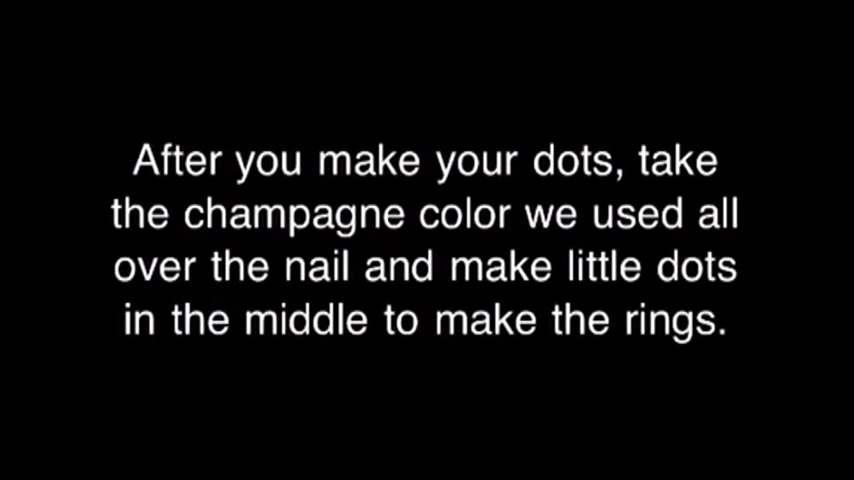 After you make your dots, take
the champagne color we used all
over the nail and make little dots
in the middle to make the rings.